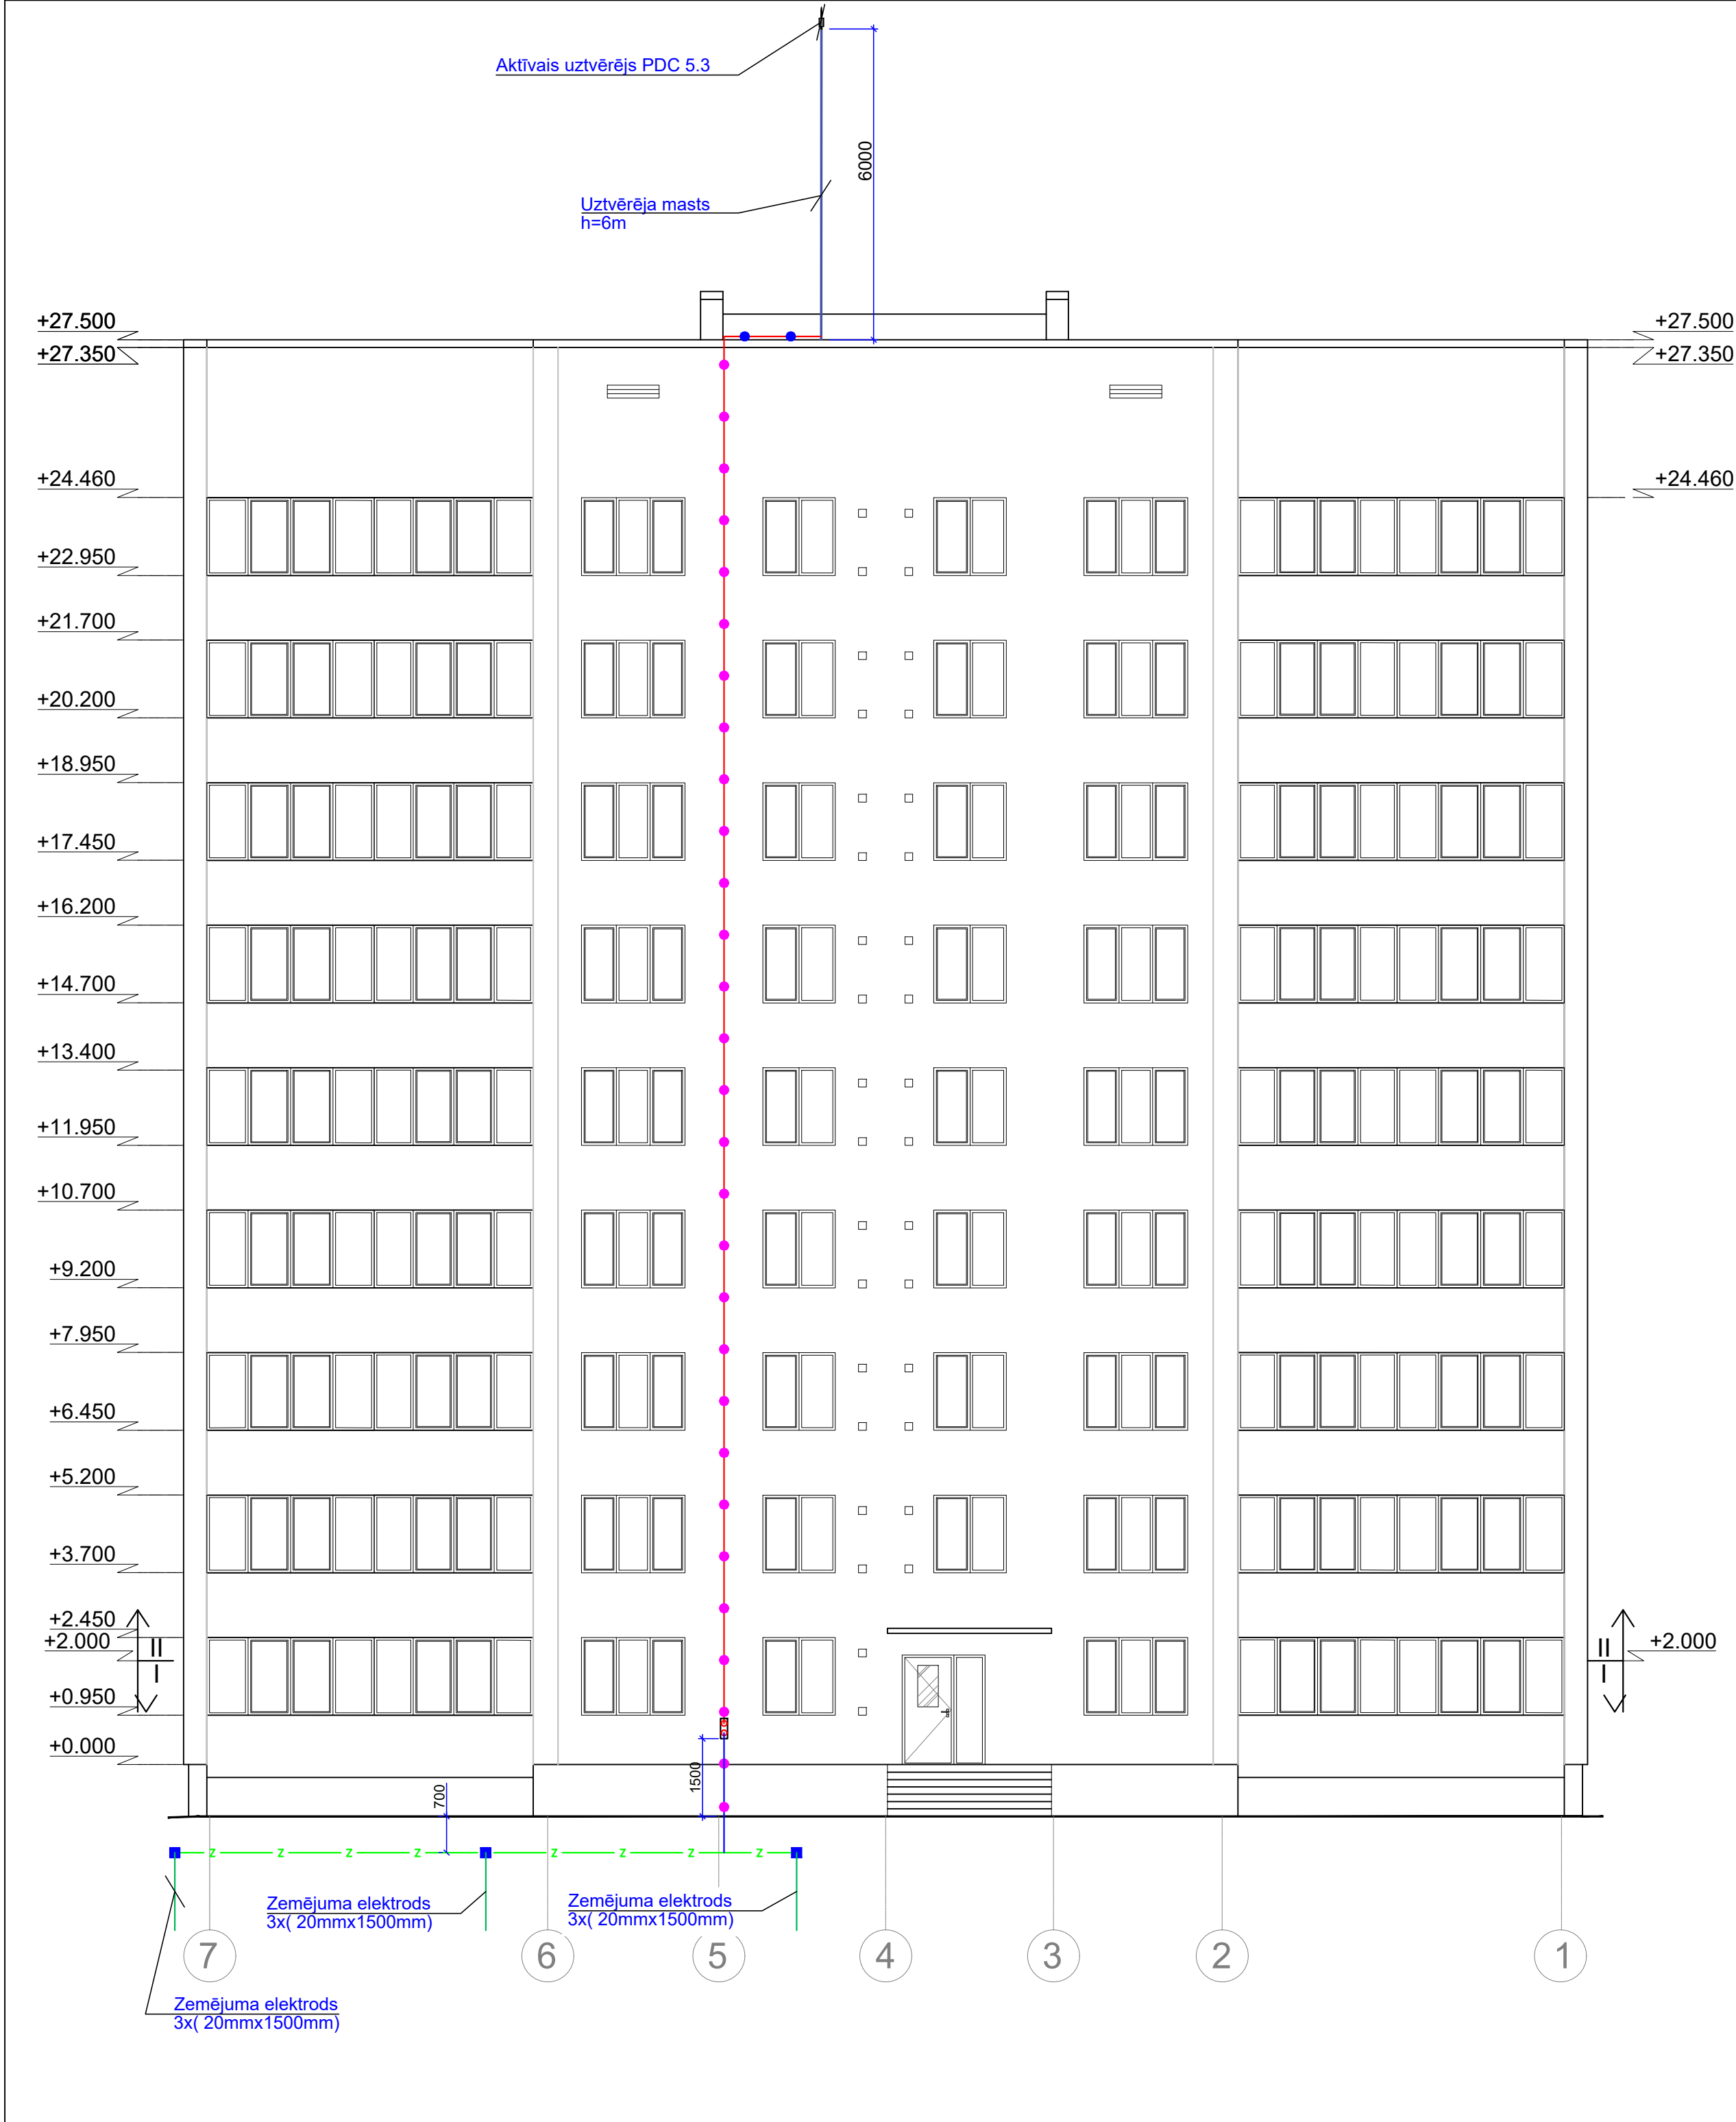 Aktīvais uztvērējs PDC 5.3
6000
Uztvērēja masts
h=6m
+27.500
+27.350
+24.460
+22.950
+21.700
+20.200
+18.950
+17.450
+16.200
+14.700
+13.400
+11.950
+10.700
+9.200
+7.950
+6.450
+5.200
+3.700
+2.450
+2.000
II
I
+0.950
+0.000
+27.500
+27.350
+24.460
II
I
+2.000
1500
700
z z z z z z z z
Zemējuma elektrods
3x( 20mmx1500mm)
Zemējuma elektrods
3x( 20mmx1500mm)
7 6 5 4 3 2 1
Zemējuma elektrods
3x( 20mmx1500mm)